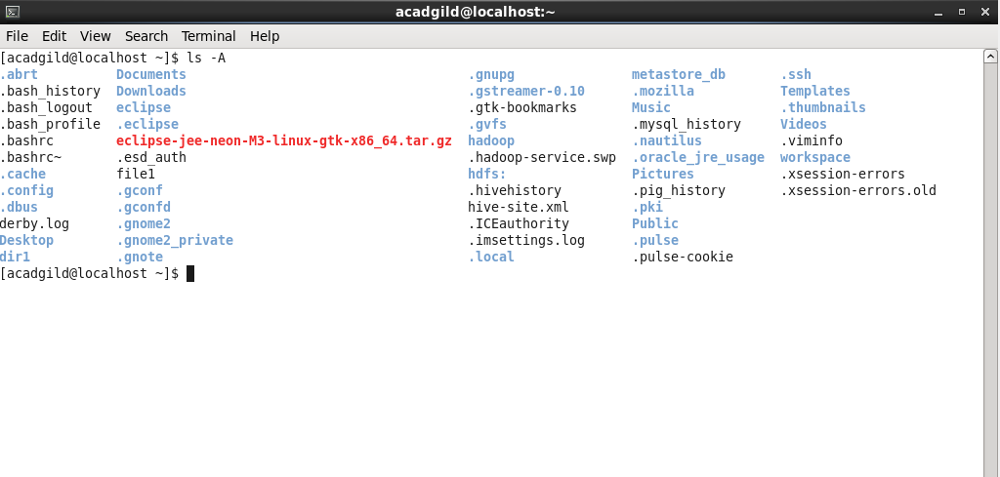 acadgild@localhost:~
File Edit View Search Terminal Help
[acadgild@localhost ~]$ ls -A
.abrt Documents .gnupg metastore_db .ssh
.bash_history Downloads .gstreamer-0.10 .mozilla Templates
.bash_logout eclipse .gtk-bookmarks Music .thumbnails
.bash_profile .eclipse .gvfs .mysql_history Videos
.bashrc eclipse-jee-neon-M3-linux-gtk-x86_64.tar.gz hadoop .nautilus .viminfo
.bashrc~ .esd_auth .hadoop-service.swp .oracle_jre_usage workspace
.cache file1 hdfs: Pictures .xsession-errors
.config .gconf .hivehistory .pig_history .xsession-errors.old
.dbus .gconfd hive-site.xml .pki
derby.log .gnome2 .ICEauthority Public
Desktop .gnome2_private .imsettings.log .pulse
dir1 .gnote .local .pulse-cookie
[acadgild@localhost ~]$